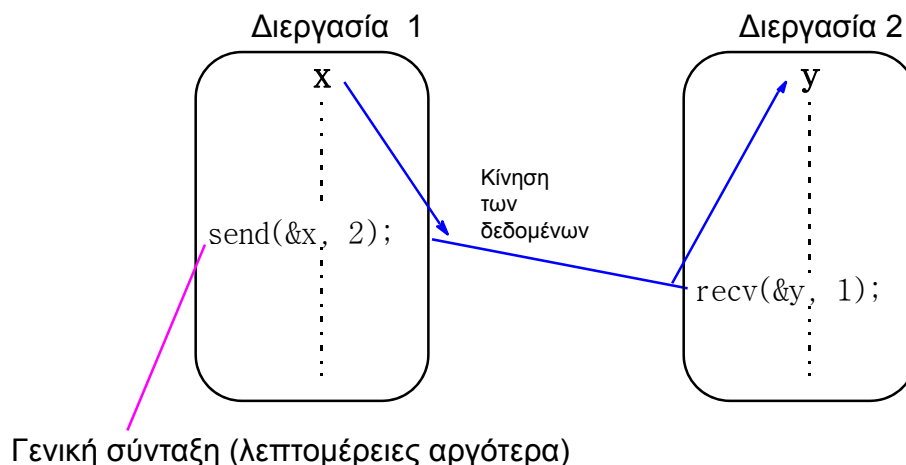 Διεργασία 1
Διεργασία 2
x
y
Κίνηση
των
δεδομένων
send(&x, 2);
recv(&y, 1);
Γενική σύνταξη (λεπτομέρειες αργότερα)